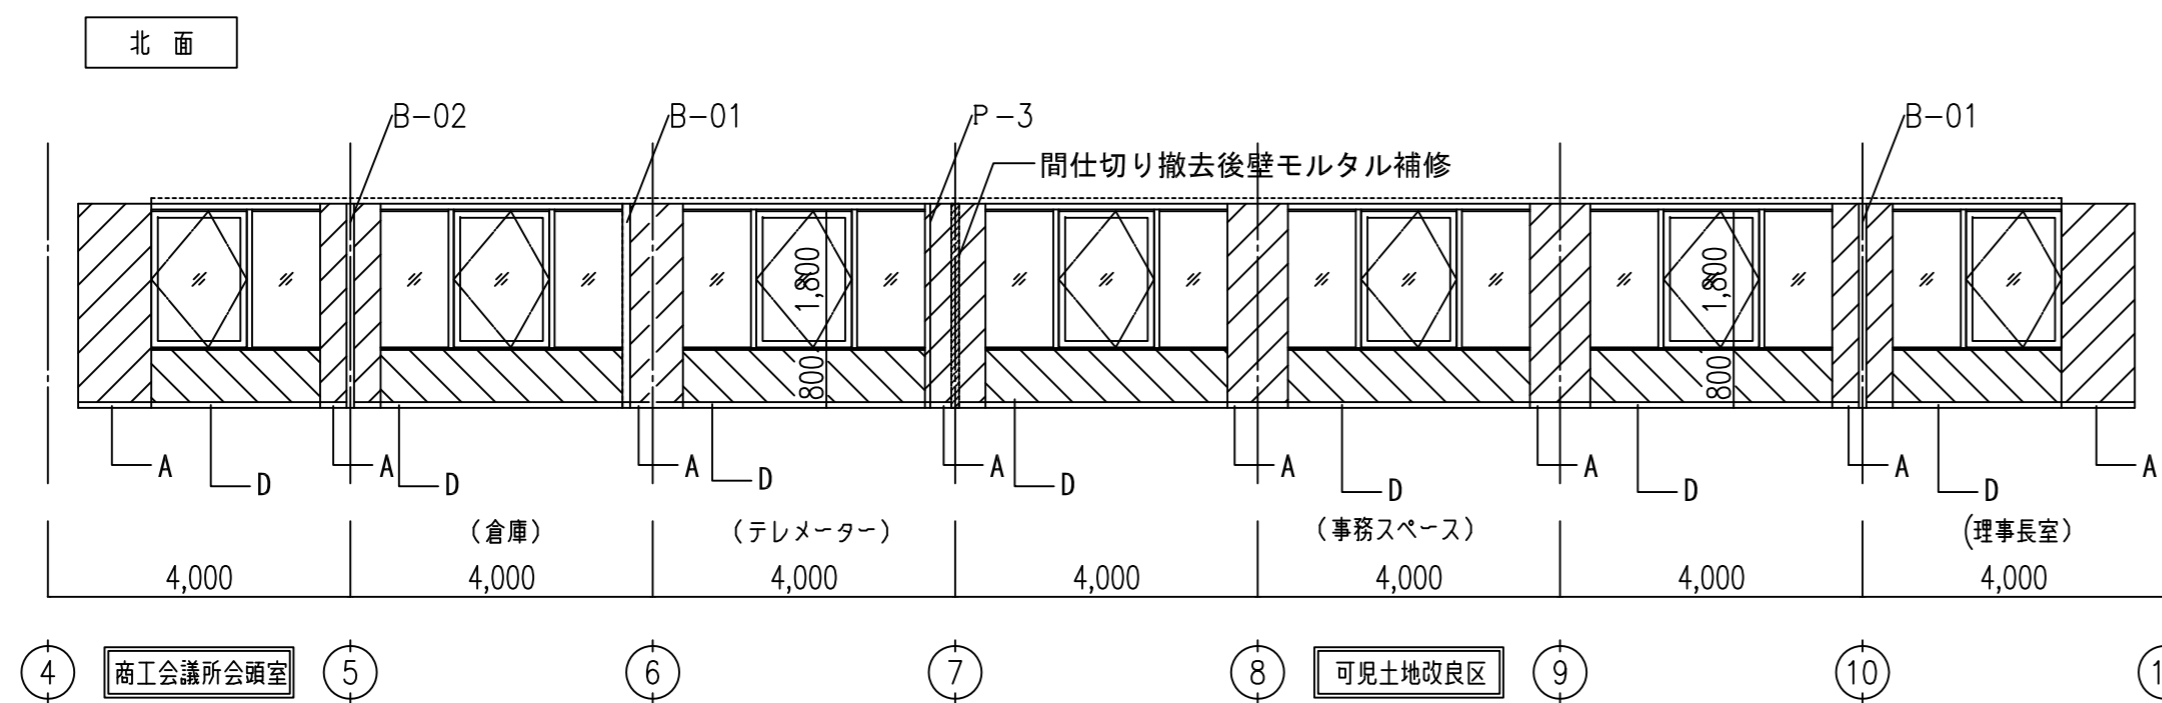 北 面
B-02
B-01
P-3
B-01
間仕切り撤去後壁モルタル補修
1,800
1,800
800
800
A
A
A
A
A
A
A
A
D
D
D
D
D
D
D
(倉庫)
(テレメーター)
(事務スペース)
(理事長室)
4,000
4,000
4,000
4,000
4,000
4,000
4,000
4
商工会議所会頭室
5
6
7
8
可児土地改良区
9
10